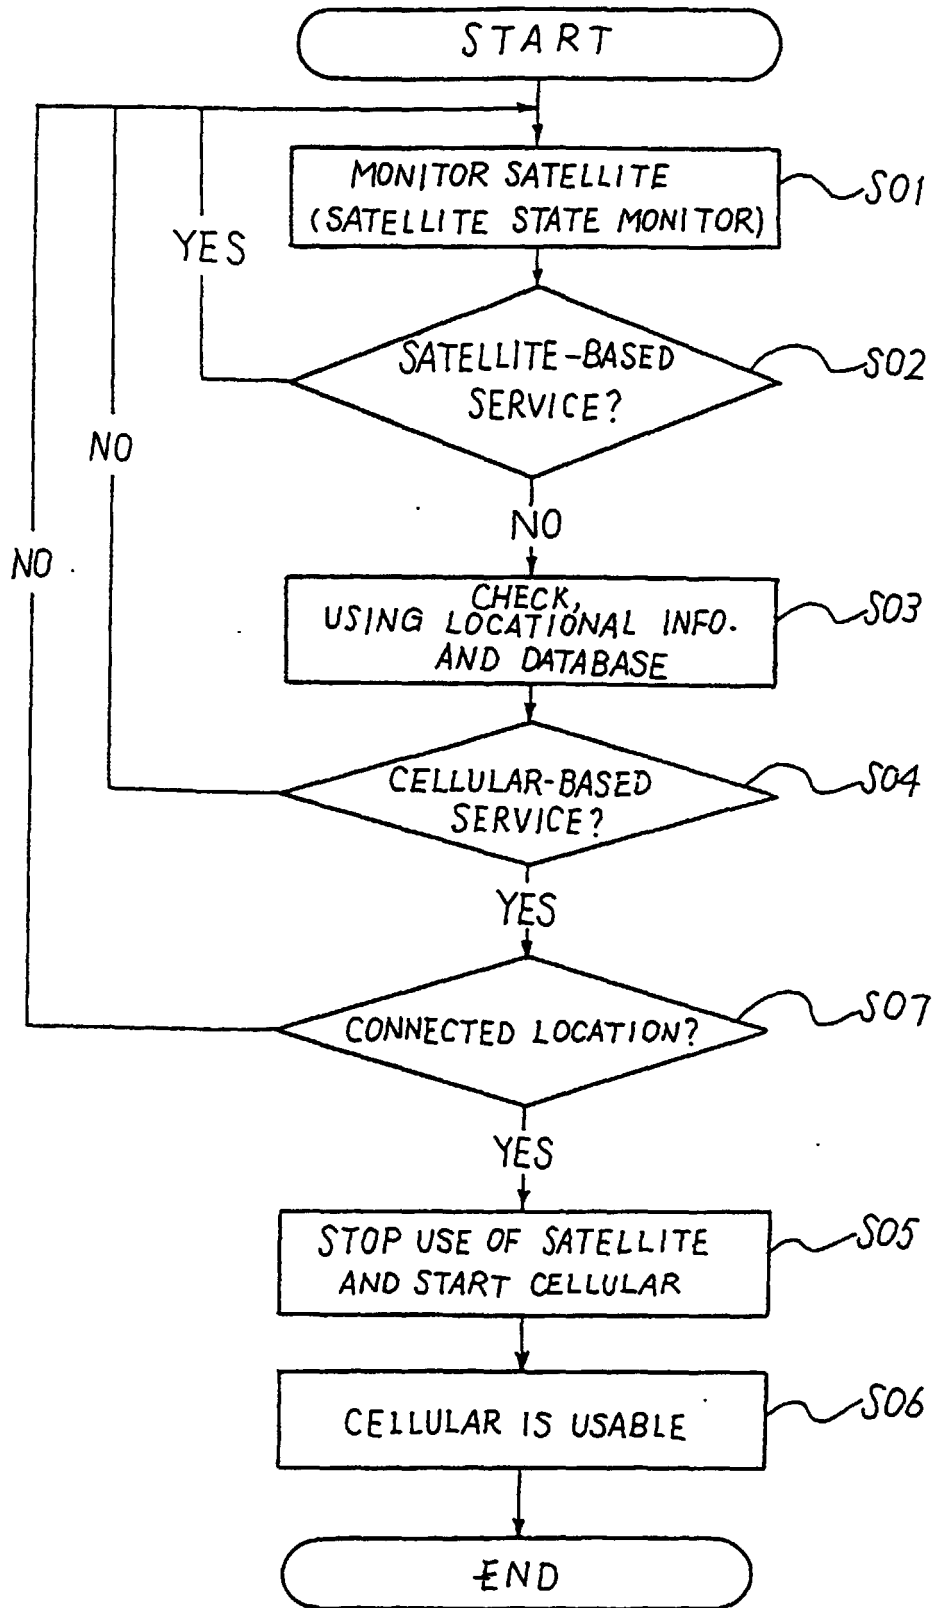 START
MONITOR SATELLITE
(SATELLITE STATE MONITOR)
S01
YES
SATELLITE-BASED
SERVICE?
S02
NO
NO
NO
CHECK,
USING LOCATIONAL INFO.
AND DATABASE
S03
CELLULAR-BASED
SERVICE?
S04
YES
CONNECTED LOCATION?
S07
YES
STOP USE OF SATELLITE
AND START CELLULAR
S05
CELLULAR IS USABLE
S06
END